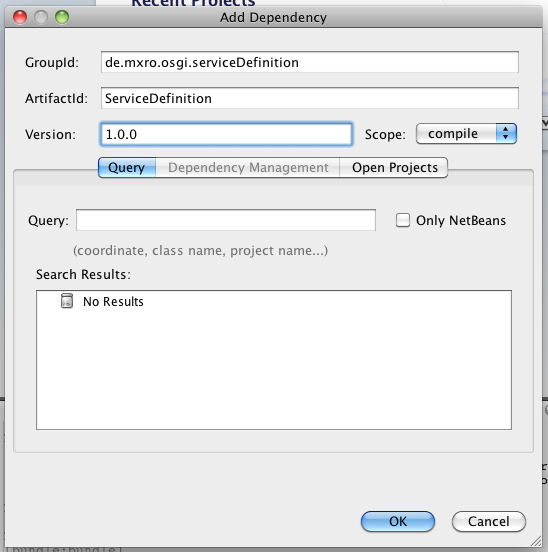 Recent Projects
Add Dependency
GroupId: de.mxro.osgi.serviceDefinition
ArtifactId: ServiceDefinition
Version: 1.0.0 Scope: compile
Query Dependency Management Open Projects
Query: Only NetBeans
(coordinate, class name, project name...)
Search Results:
No Results
OK Cancel
[bundle:bundle]